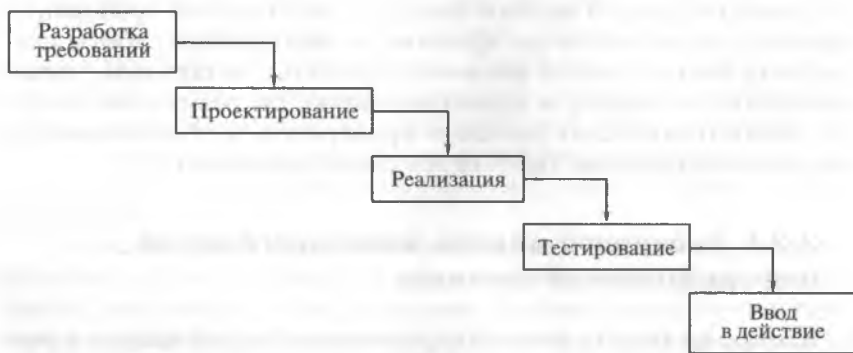 Разработка
требований
Проектирование
Реализация
Тестирование
Ввод
в действие